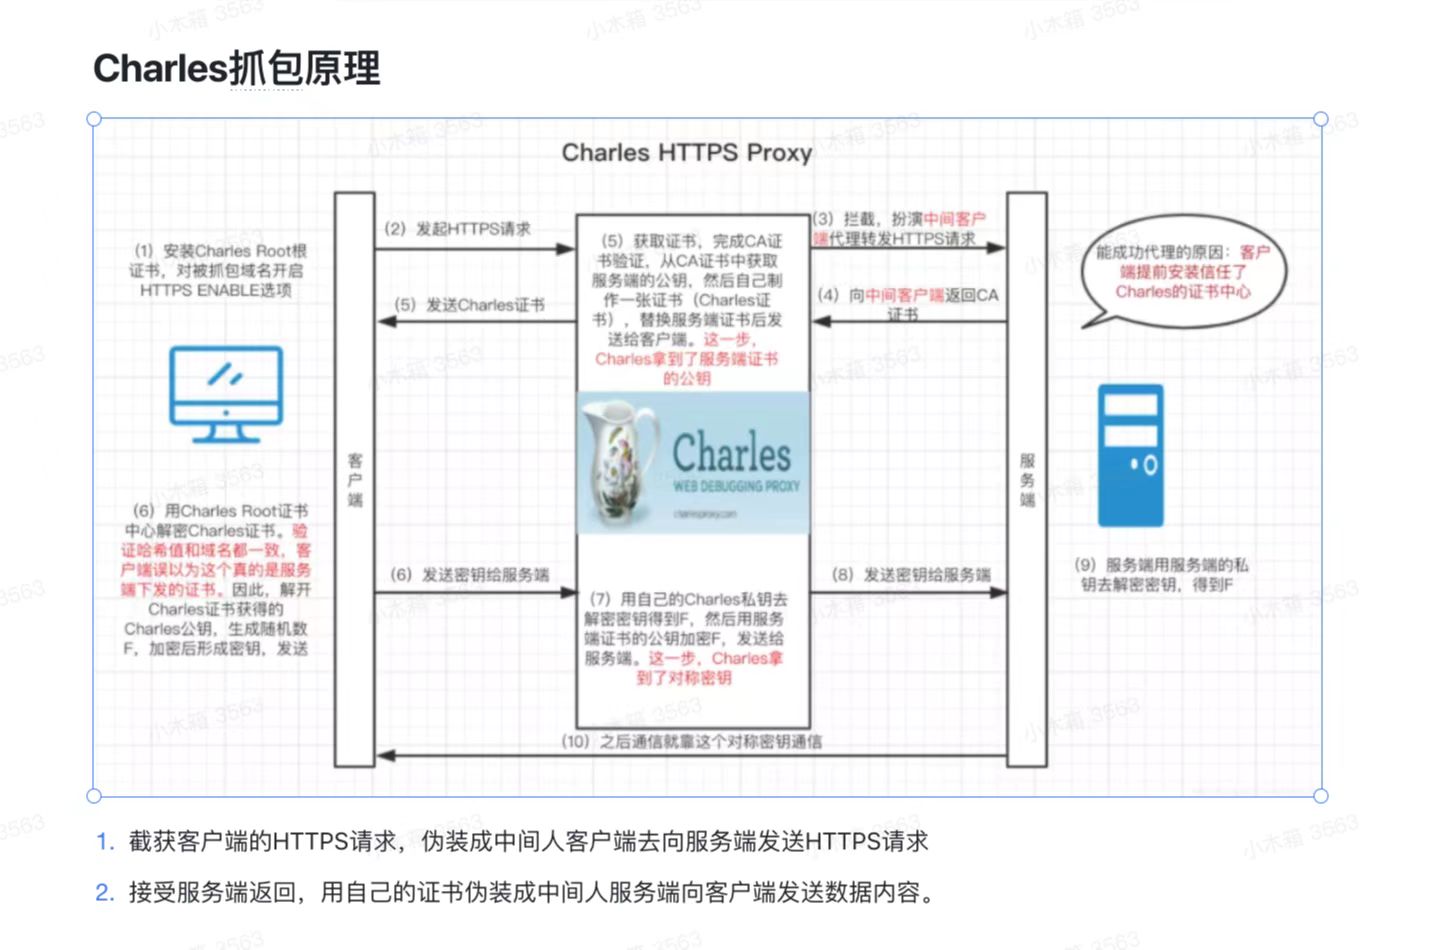 Charles抓包原理
Charles HTTPS Proxy
（1）安装Charles Root根
证书，对被抓包域名开启
HTTPS ENABLE选项
（2）发起HTTPS请求
（5）发送Charles证书
（5）获取证书，完成CA证
书验证，从CA证书中获取
服务端的公钥，然后自己制
作一张证书（Charles证
书），替换服务端证书后发
送给客户端。这一步，
Charles拿到了服务端证书
的公钥
（3）拦截，扮演中间客户
端代理转发HTTPS请求
（4）向中间客户端返回CA
证书
能成功代理的原因：客户
端提前安装信任了
Charles的证书中心
Charles
WEB DEBUGGING PROXY
charlesproxy.com
客户端
服务端
（6）用Charles Root证书
中心解密Charles证书。验
证哈希值和域名都一致，客
户端误以为这个真的是服务
端下发的证书。因此，解开
Charles证书获得的
Charles公钥，生成随机数
F，加密后形成密钥，发送
（6）发送密钥给服务端
（7）用自己的Charles私钥去
解密密钥得到F，然后用服务
端证书的公钥加密F，发送给
服务端。这一步，Charles拿
到了对称密钥
（8）发送密钥给服务端
（9）服务端用服务端的私
钥去解密密钥，得到F
（10）之后通信就靠这个对称密钥通信
1. 截获客户端的HTTPS请求，伪装成中间人客户端去向服务端发送HTTPS请求
2. 接受服务端返回，用自己的证书伪装成中间人服务端向客户端发送数据内容。
小木箱 3563